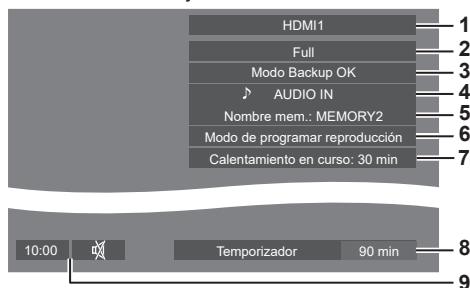 HDMI1 1
Full 2
Modo Backup OK 3
♪ AUDIO IN 4
Nombre mem.: MEMORY2 5
Modo de programar reproducción 6
Calentamiento en curso: 30 min 7
10:00 Temporizador 90 min 8
9